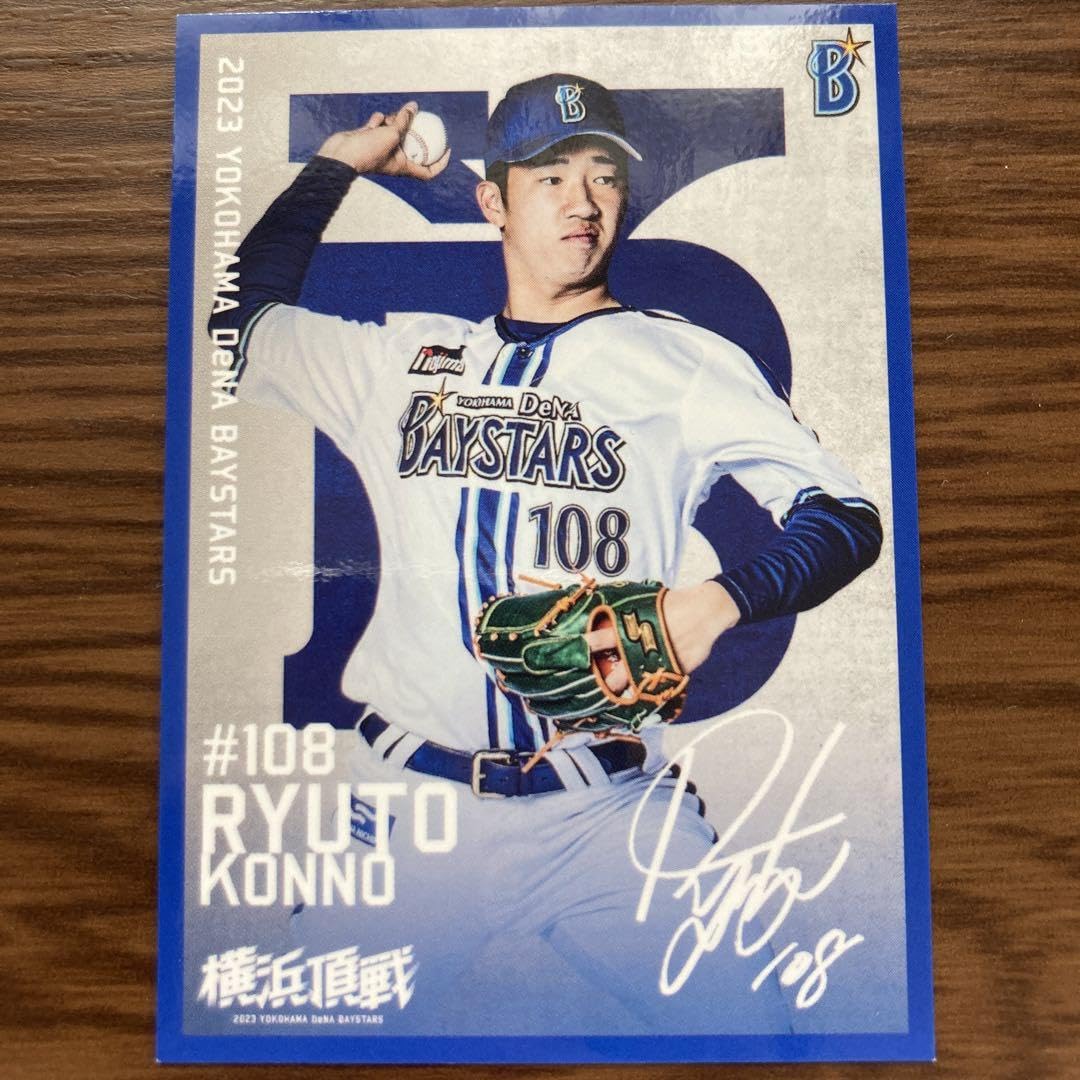 2023 YOKOHAMA DeNA BAYSTARS
B
B
nojima
YOKOHAMA DeNA
BAYSTARS
108
#108
RYUTO
KONNO
108
横浜頂戦
2023 YOKOHAMA DeNA BAYSTARS